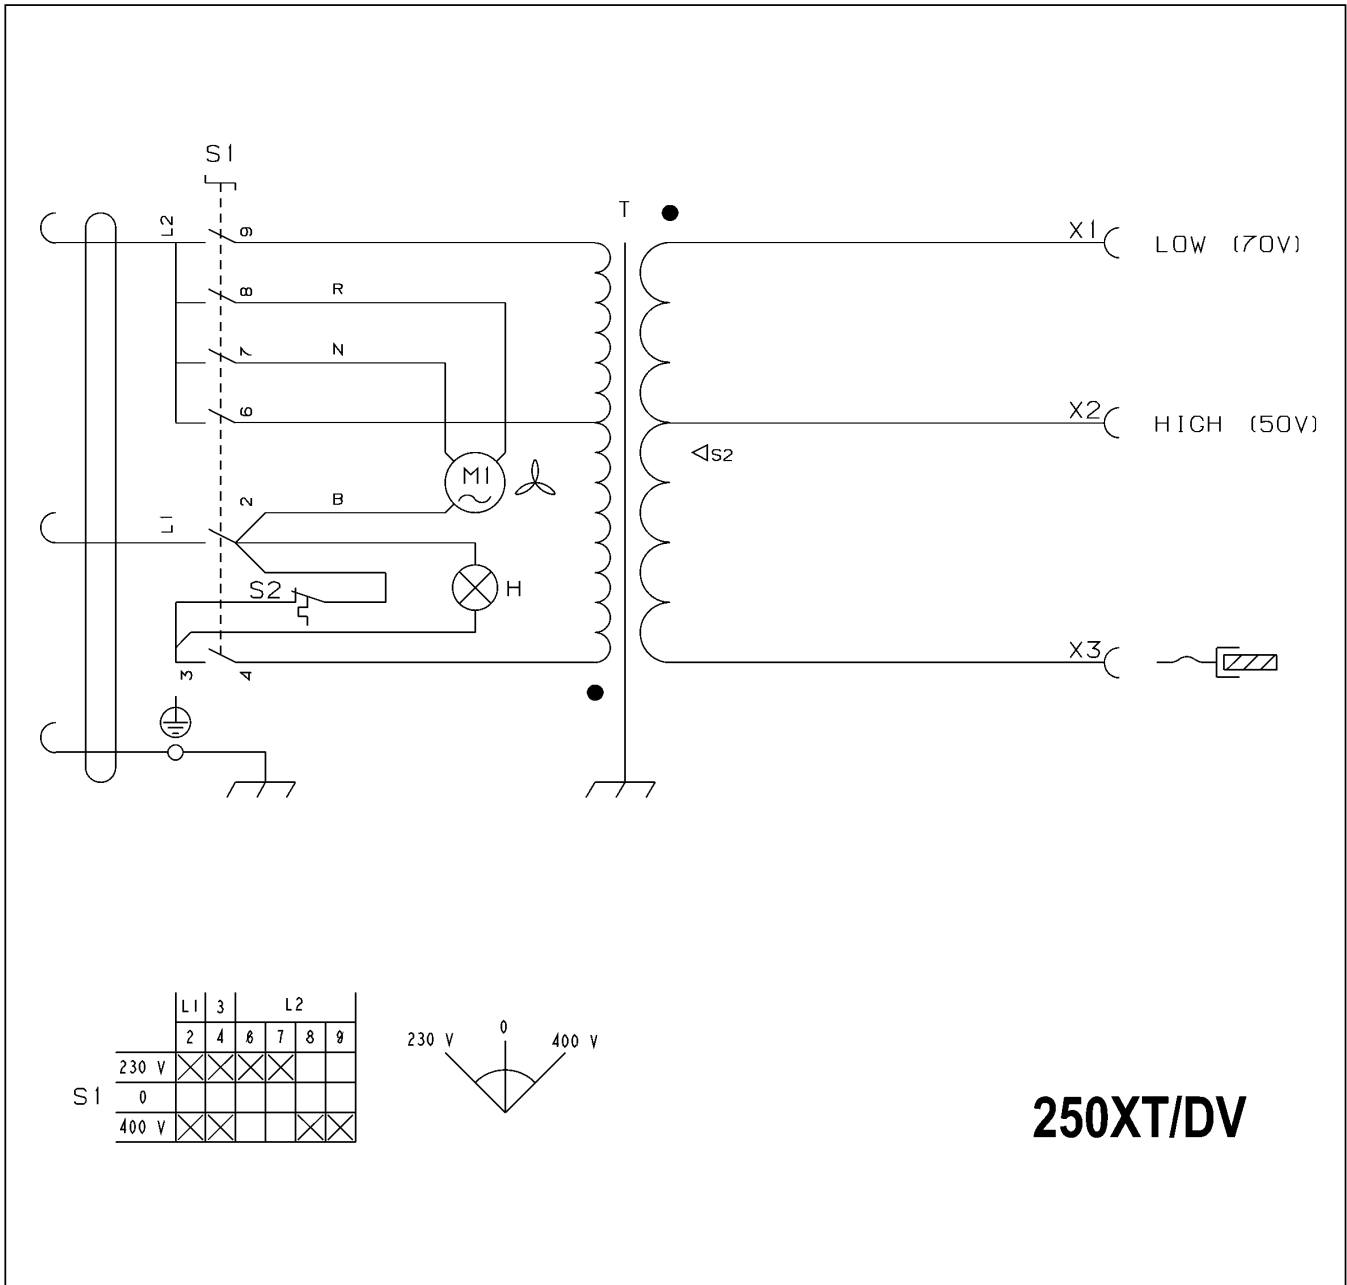 S1
L2
9
T
X1
LOW (70V)
8
R
7
N
6
X2
HIGH (50V)
M1
S2
2
B
L1
S2
H
3
4
X3
L1 3 L2
2 4 6 7 8 9
230 V
S1 0
400 V
230 V 0 400 V
250XT/DV